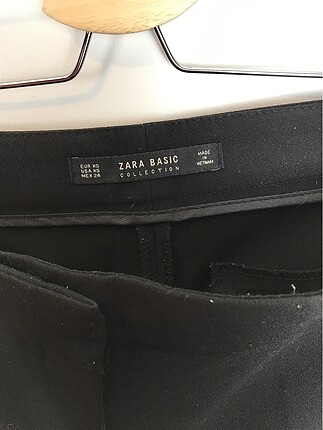 EUR XS
USA XS
MEX 24
ZARA BASIC
COLLECTION
MADE
IN
VIETNAM